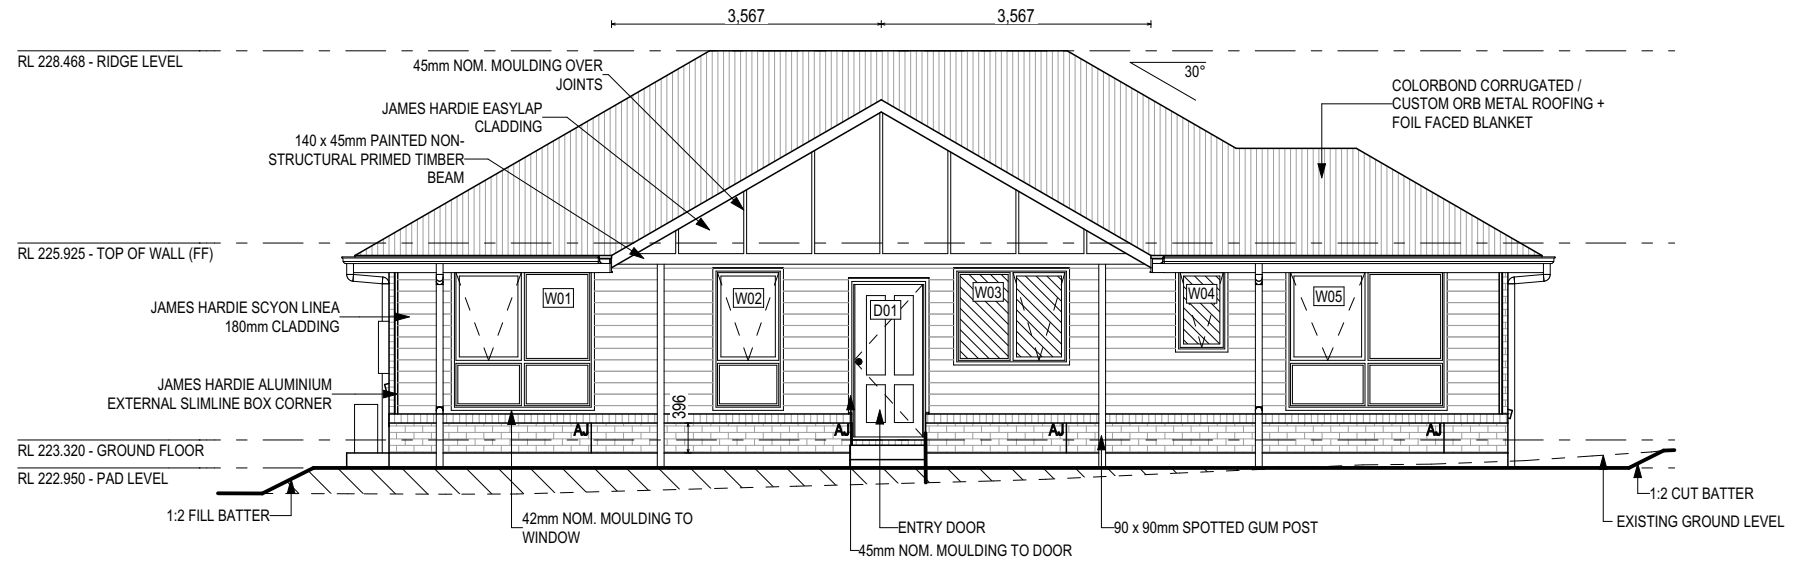 3,567
3,567
RL 228.468 - RIDGE LEVEL
45mm NOM. MOULDING OVER
JOINTS
30°
JAMES HARDIE EASYLAP
CLADDING
COLORBOND CORRUGATED /
CUSTOM ORB METAL ROOFING +
FOIL FACED BLANKET
140 x 45mm PAINTED NON-
STRUCTURAL PRIMED TIMBER
BEAM
RL 225.925 - TOP OF WALL (FF)
JAMES HARDIE SCYON LINEA
180mm CLADDING
W01
W02
D01
W03
W04
W05
JAMES HARDIE ALUMINIUM
EXTERNAL SLIMLINE BOX CORNER
396
AJ
AJ
AJ
AJ
RL 223.320 - GROUND FLOOR
RL 222.950 - PAD LEVEL
1:2 FILL BATTER
42mm NOM. MOULDING TO
WINDOW
ENTRY DOOR
45mm NOM. MOULDING TO DOOR
90 x 90mm SPOTTED GUM POST
1:2 CUT BATTER
EXISTING GROUND LEVEL